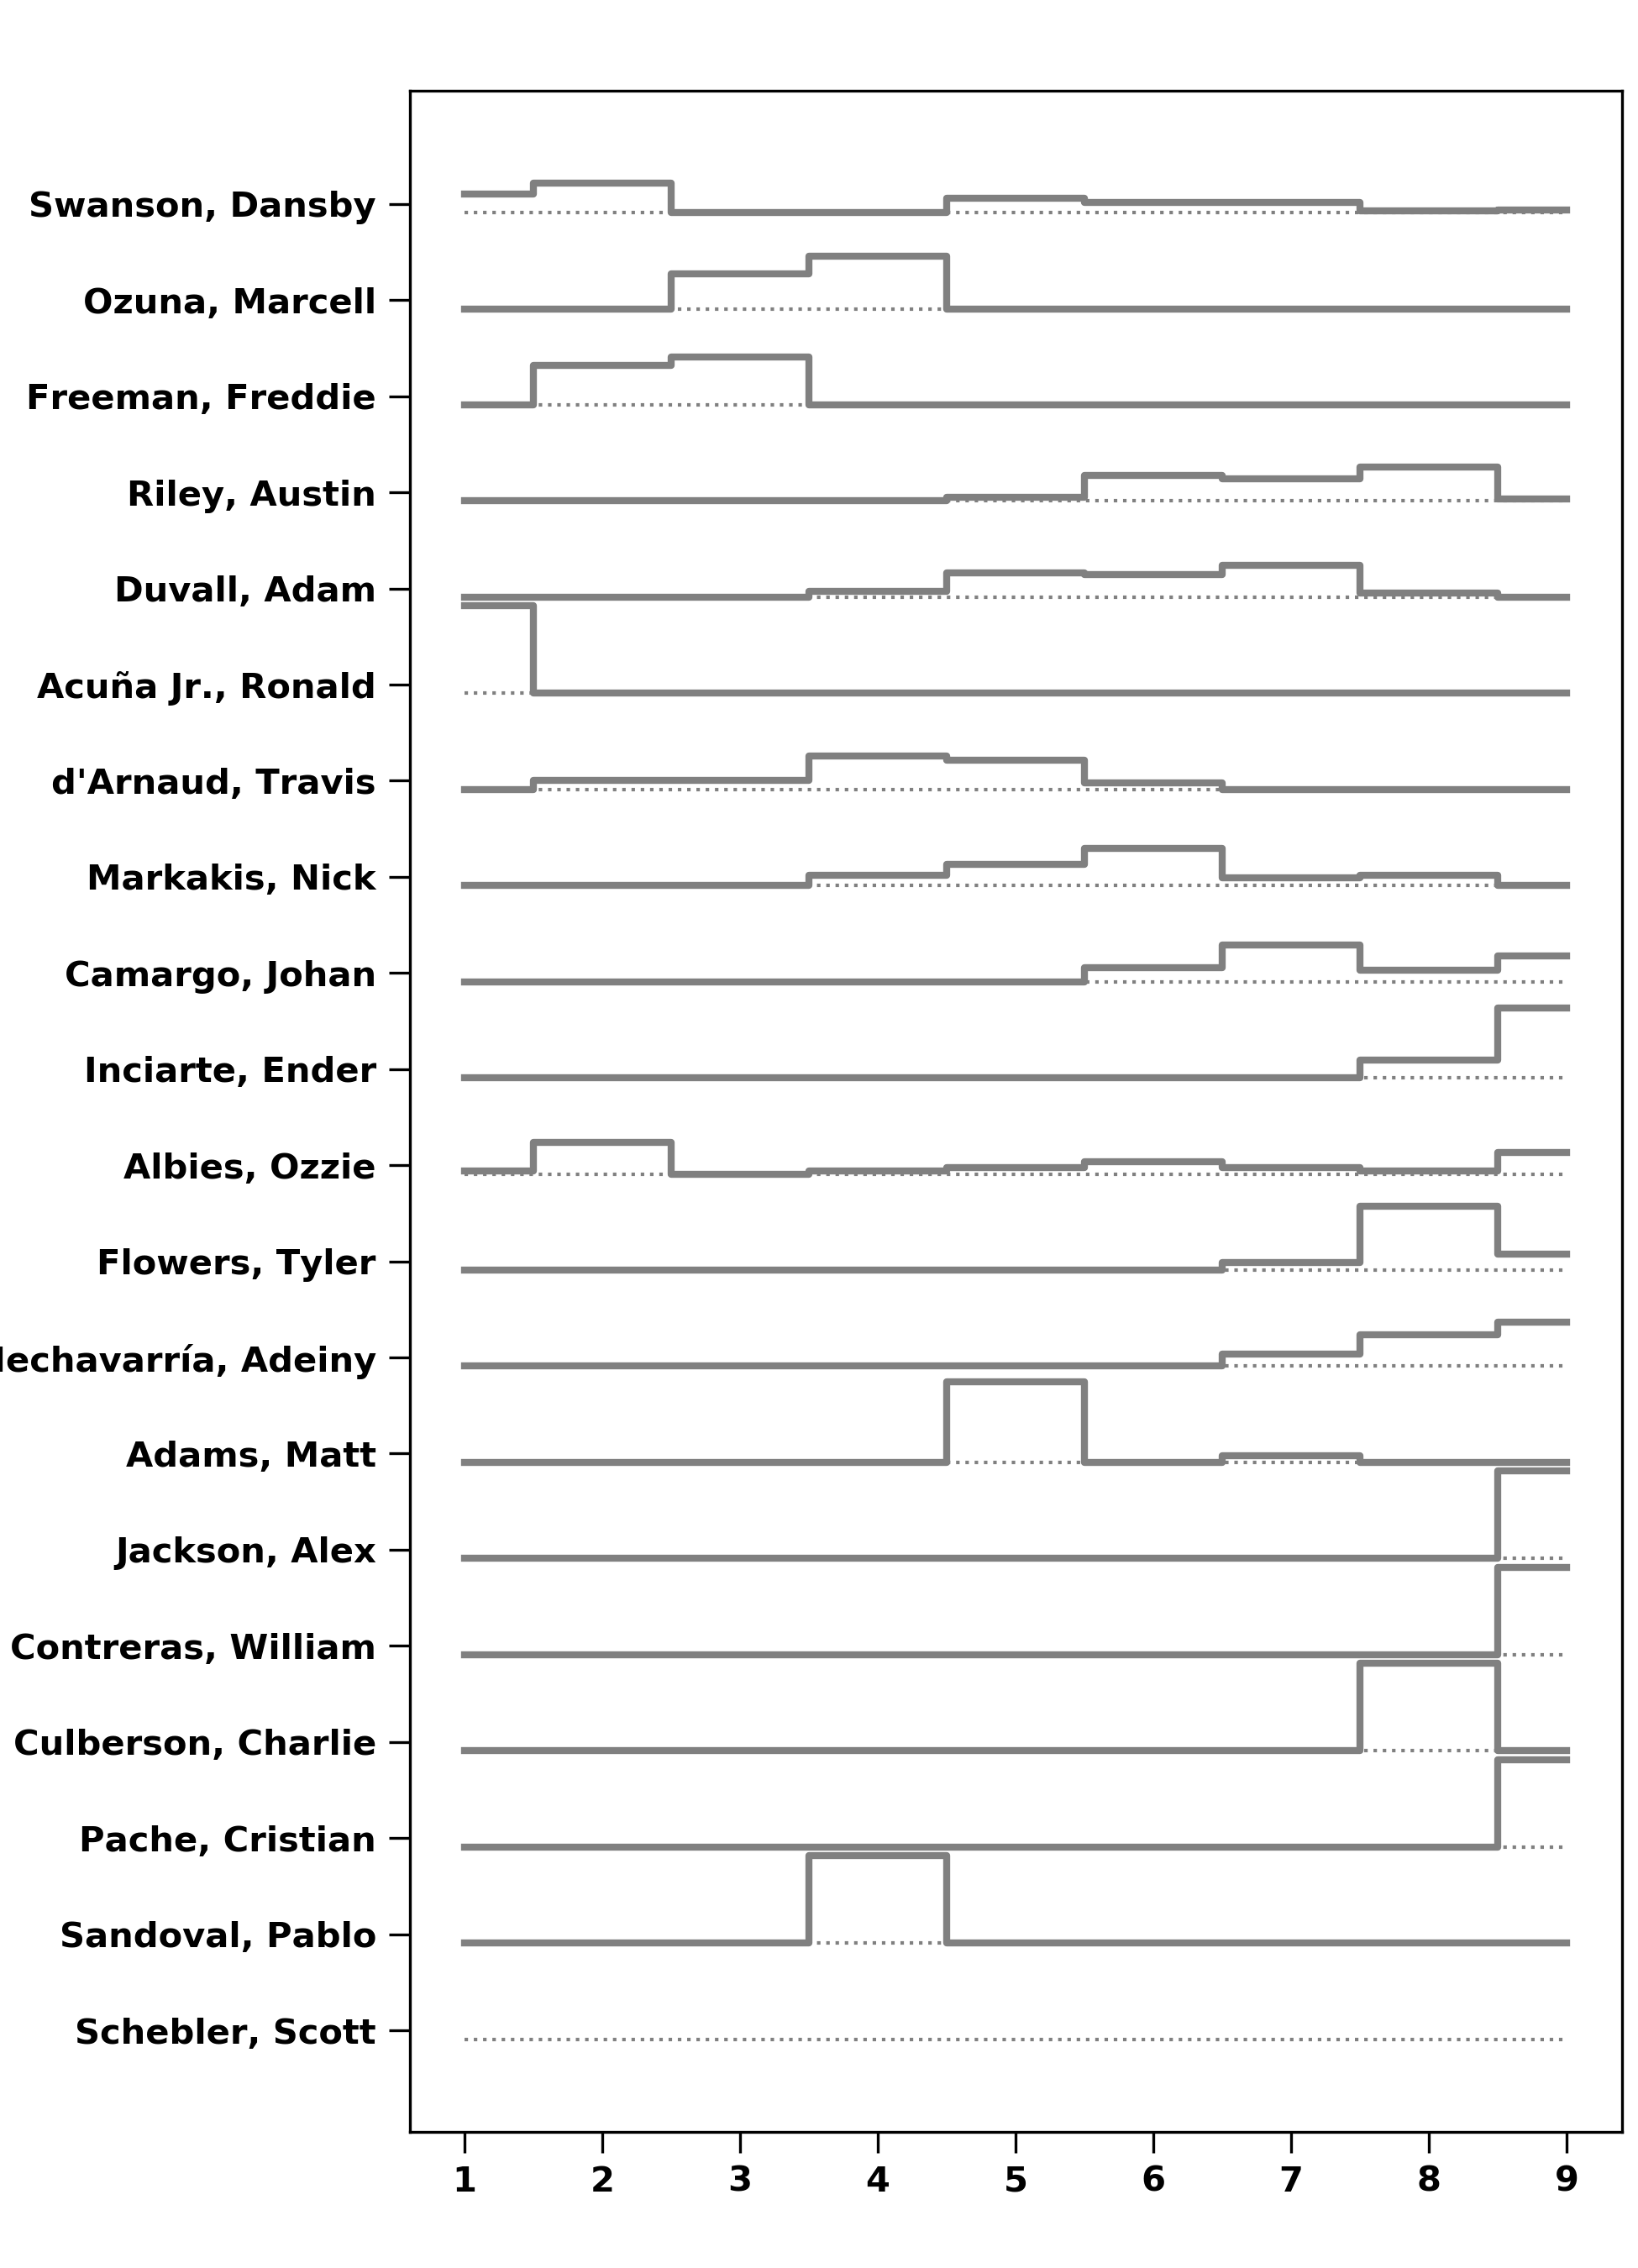 Swanson, Dansby
Ozuna, Marcell
Freeman, Freddie
Riley, Austin
Duvall, Adam
Acuña Jr., Ronald
d'Arnaud, Travis
Markakis, Nick
Camargo, Johan
Inciarte, Ender
Albies, Ozzie
Flowers, Tyler
Adeiny
Adams, Matt
Jackson, Alex
Contreras, William
Culberson, Charlie
Pache, Cristian
Sandoval, Pablo
Schebler, Scott
1 2 3 4 5 6 7 8 9